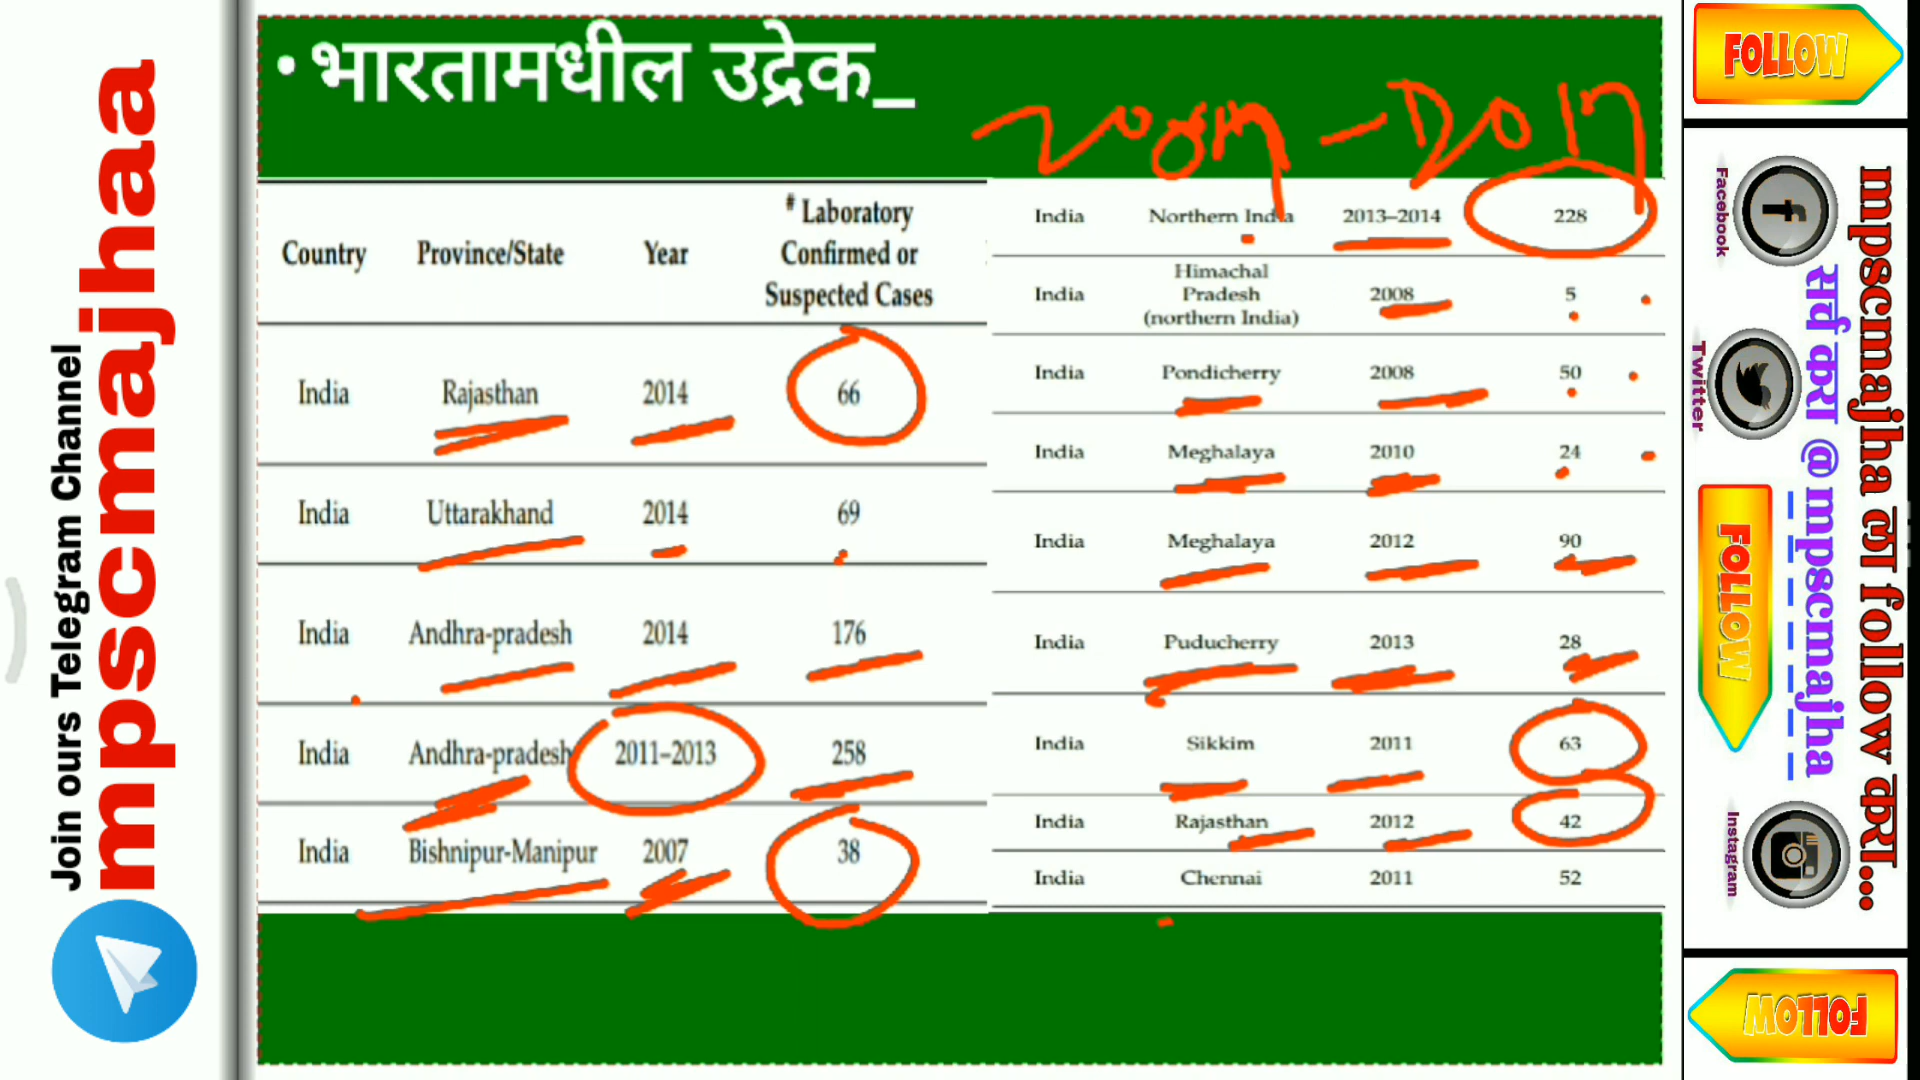 Join ours Telegram Channel
mpscmajhaa
• भारतामधील उद्रेक_
Country Province/State Year # Laboratory Confirmed or Suspected Cases
India Rajasthan 2014 66
India Uttarakhand 2014 69
India Andhra-pradesh 2014 176
India Andhra-pradesh 2011–2013 258
India Bishnipur-Manipur 2007 38
India Northern India 2013–2014 228
India Himachal Pradesh (northern India) 2008 5
India Pondicherry 2008 50
India Meghalaya 2010 24
India Meghalaya 2012 90
India Puducherry 2013 28
India Sikkim 2011 63
India Rajasthan 2012 42
India Chennai 2011 52
FOLLOW
Facebook
Twitter
FOLLOW
Instagram
सर्च करा @mpscmajha
mpscmajha ला follow करा...
FOLLOW